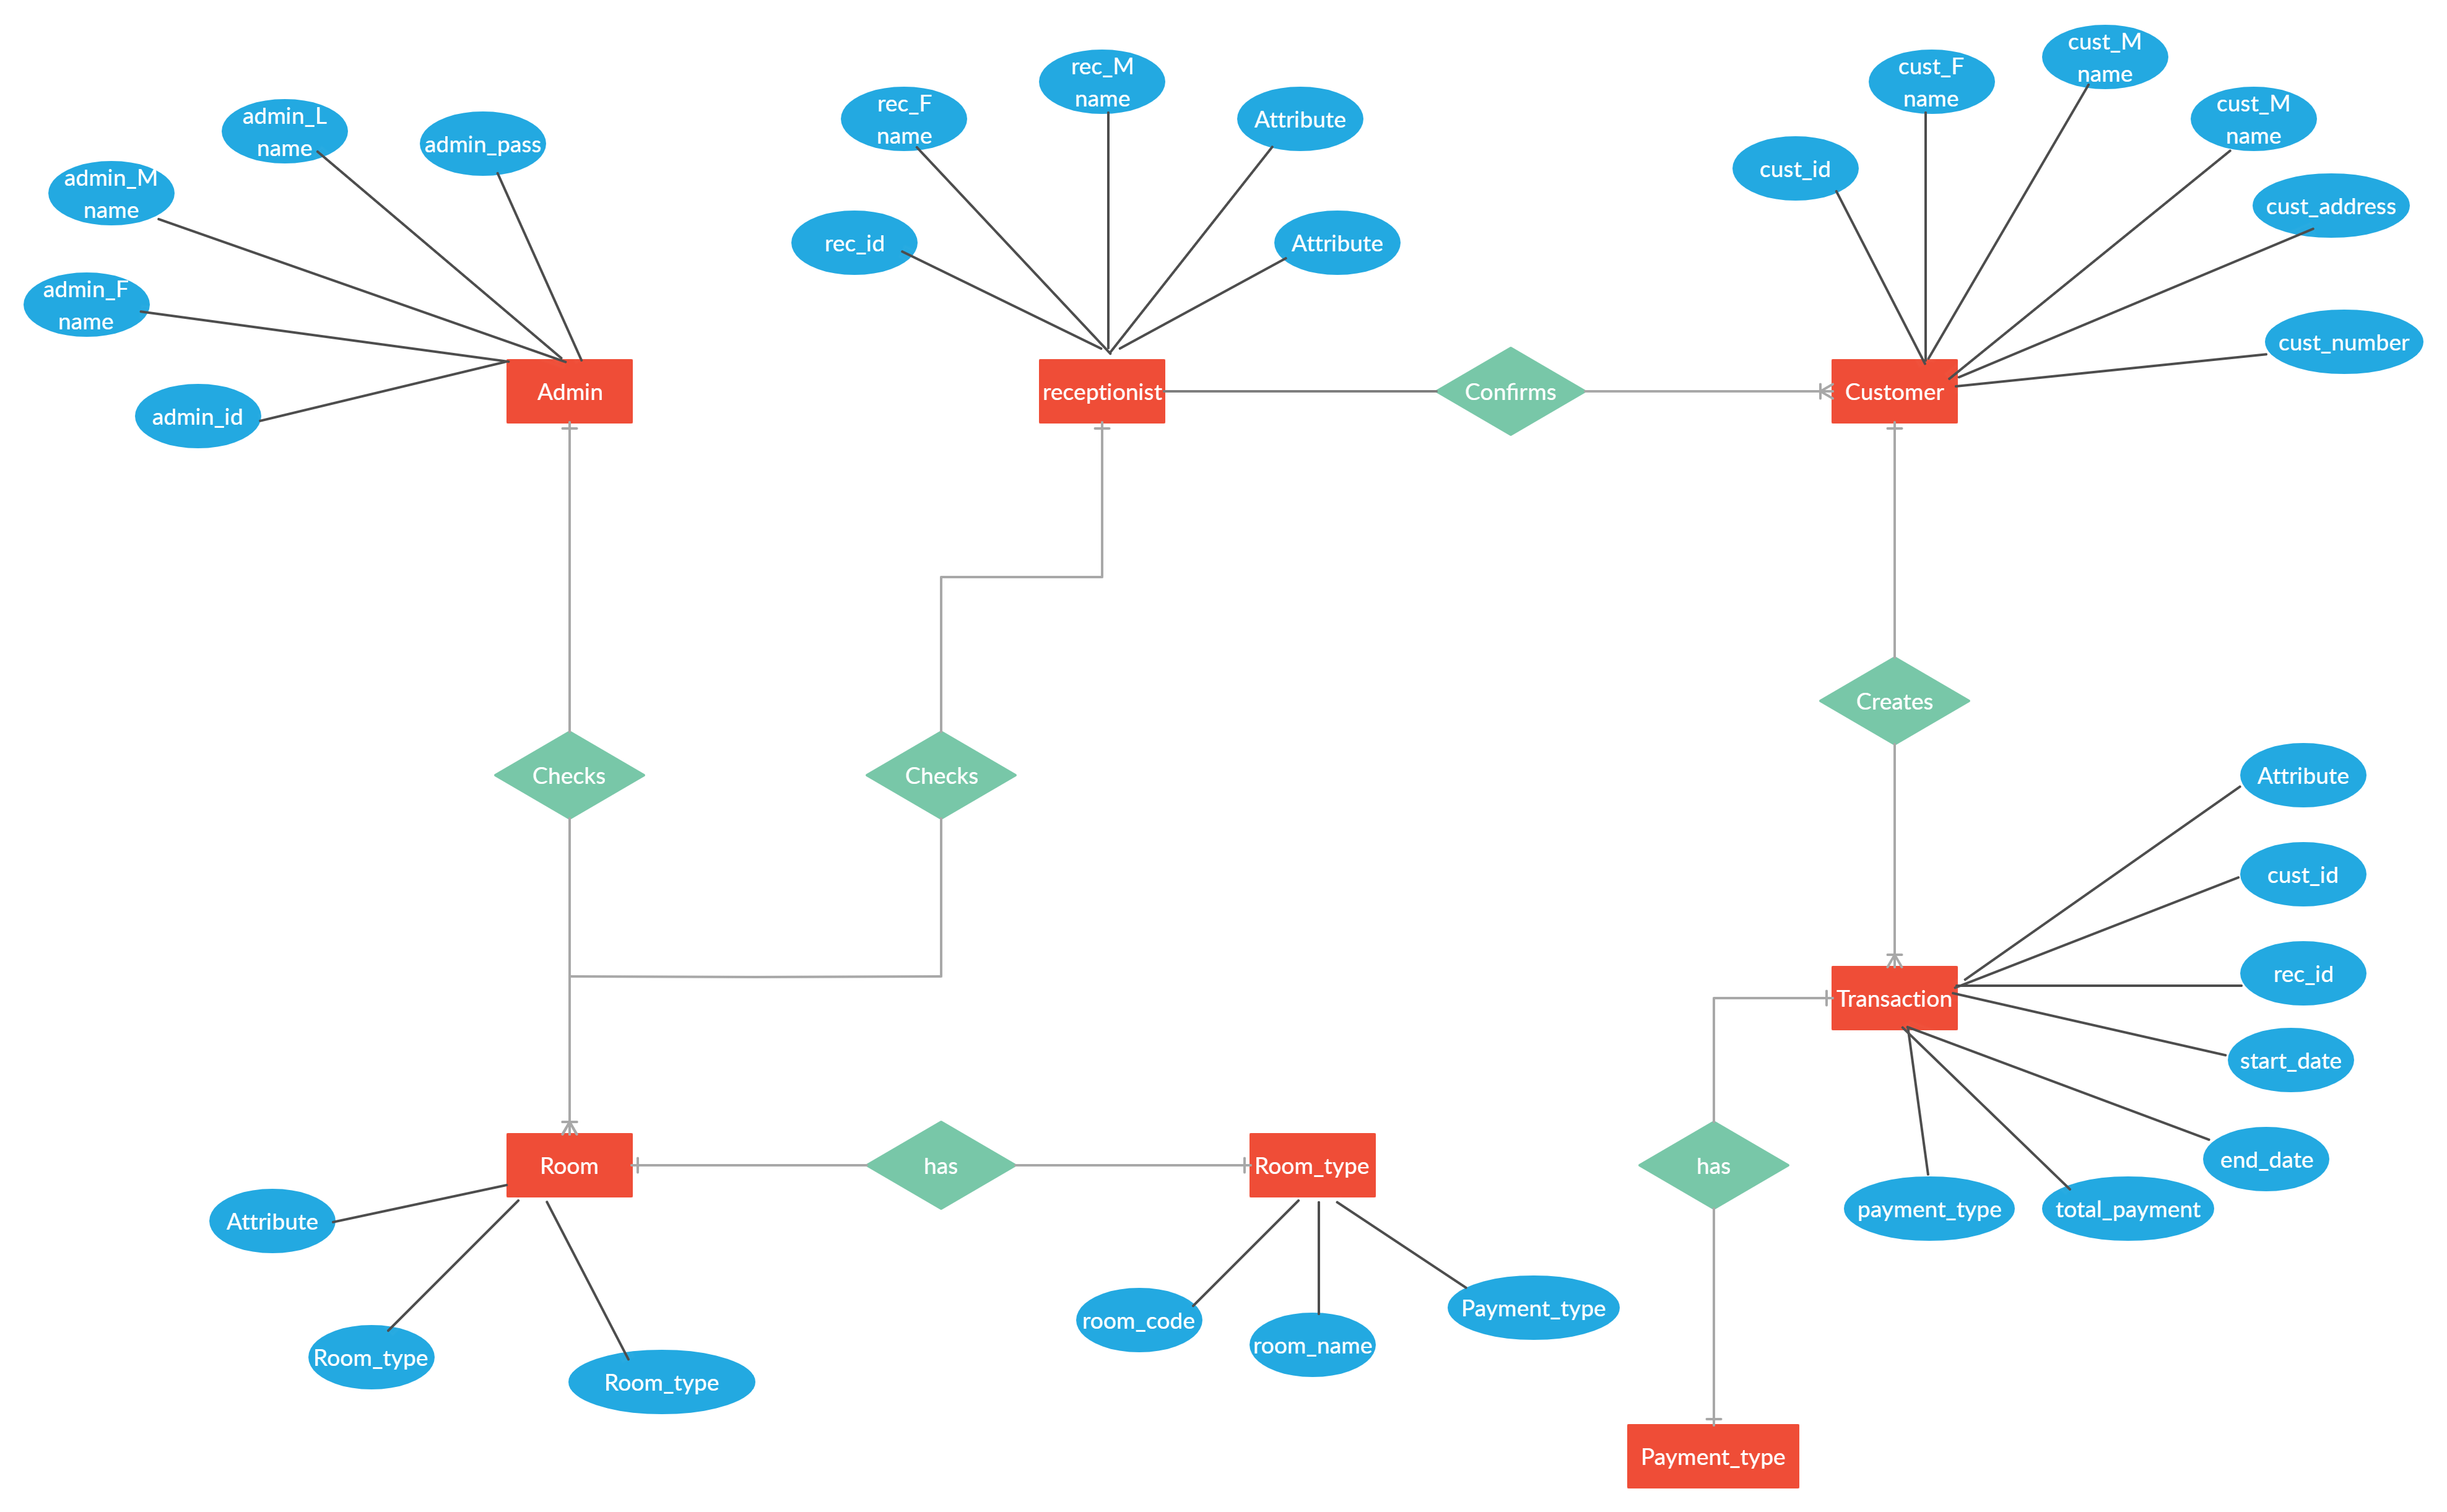 cust_M
name
cust_F
name
rec_M
name
cust_M
name
rec_F
name
Attribute
admin_L
name
admin_pass
cust_id
admin_M
name
cust_address
rec_id
Attribute
admin_F
name
cust_number
Admin
receptionist
Confirms
Customer
admin_id
Creates
Checks
Checks
Attribute
cust_id
rec_id
Transaction
start_date
Room
has
Room_type
has
end_date
Attribute
payment_type
total_payment
room_code
room_name
Payment_type
Room_type
Room_type
Payment_type